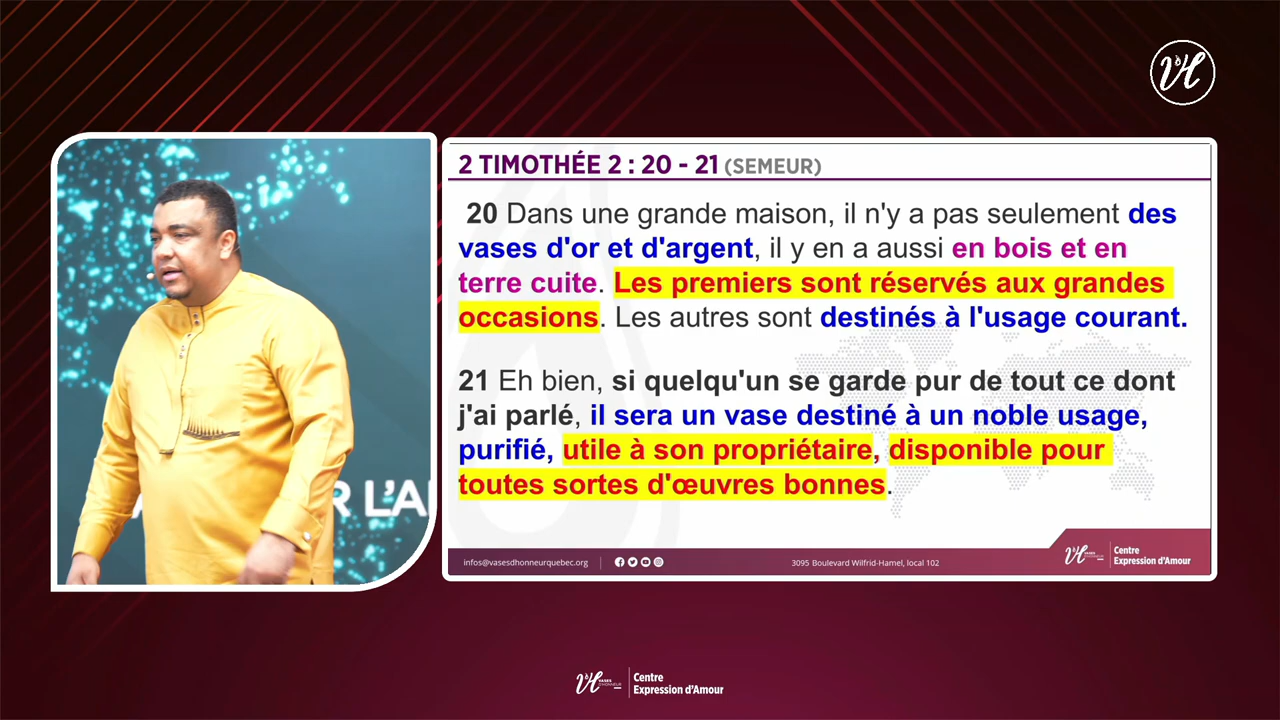 V&H
2 TIMOTHÉE 2 : 20 - 21 (SEMEUR)
20 Dans une grande maison, il n'y a pas seulement des
vases d'or et d'argent, il y en a aussi en bois et en
terre cuite. Les premiers sont réservés aux grandes
occasions. Les autres sont destinés à l'usage courant.
21 Eh bien, si quelqu'un se garde pur de tout ce dont
j'ai parlé, il sera un vase destiné à un noble usage,
purifié, utile à son propriétaire, disponible pour
toutes sortes d'œuvres bonnes.
R L'A
infos@vasesdhonneurquebec.org
3095 Boulevard Wilfrid-Hamel, local 102
Centre
Expression d'Amour
Centre
Expression d'Amour